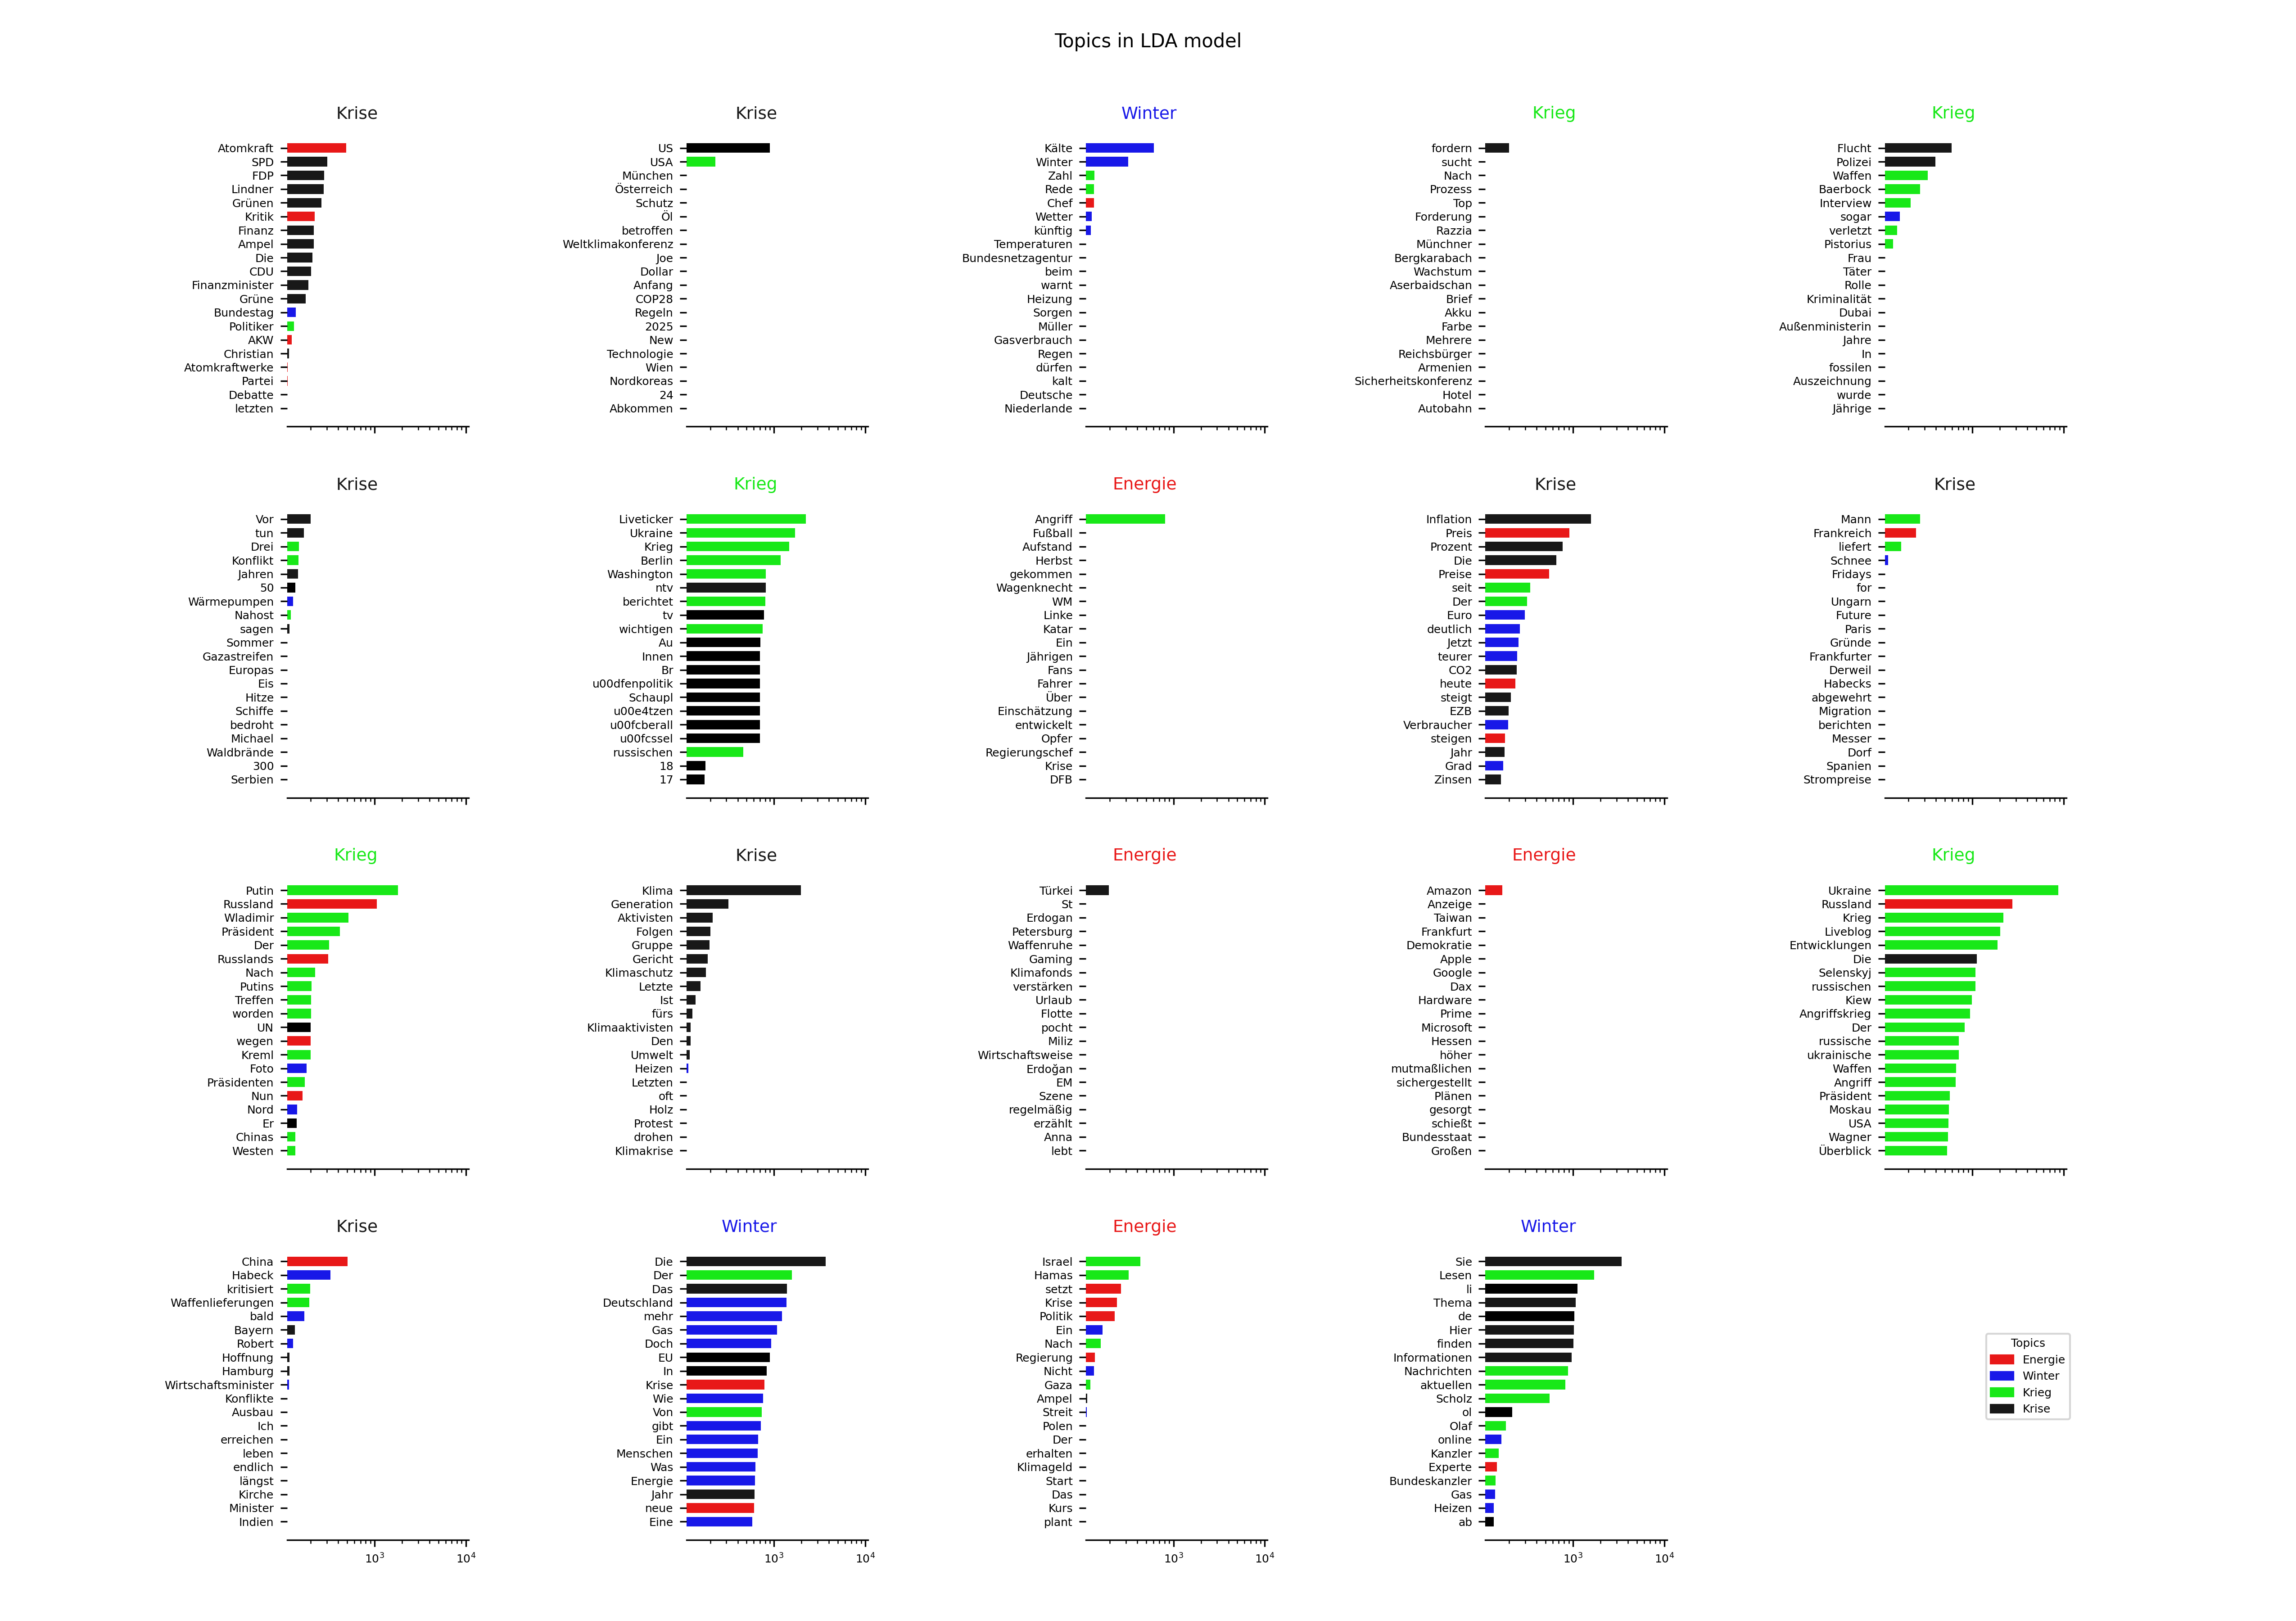 Topics in LDA model
Krise
Atomkraft
SPD
FDP
Lindner
Grünen
Kritik
Finanz
Ampel
Die
CDU
Finanzminister
Grüne
Bundestag
Politiker
AKW
Christian
Atomkraftwerke
Partei
Debatte
letzten
Krise
US
USA
München
Österreich
Schutz
Öl
betroffen
Weltklimakonferenz
Joe
Dollar
Anfang
COP28
Regeln
2025
New
Technologie
Wien
Nordkoreas
24
Abkommen
Winter
Kälte
Winter
Zahl
Rede
Chef
Wetter
künftig
Temperaturen
Bundesnetzagentur
beim
warnt
Heizung
Sorgen
Müller
Gasverbrauch
Regen
dürfen
kalt
Deutsche
Niederlande
Krieg
fordern
sucht
Nach
Prozess
Top
Forderung
Razzia
Münchner
Bergkarabach
Wachstum
Aserbaidschan
Brief
Akku
Farbe
Mehrere
Reichsbürger
Armenien
Sicherheitskonferenz
Hotel
Autobahn
Krieg
Flucht
Polizei
Waffen
Baerbock
Interview
sogar
verletzt
Pistorius
Frau
Täter
Rolle
Kriminalität
Dubai
Außenministerin
Jahre
In
fossilen
Auszeichnung
wurde
Jährige
Krise
Vor
tun
Drei
Konflikt
Jahren
50
Wärmepumpen
Nahost
sagen
Sommer
Gazastreifen
Europas
Eis
Hitze
Schiffe
bedroht
Michael
Waldbrände
300
Serbien
Krieg
Liveticker
Ukraine
Krieg
Berlin
Washington
ntv
berichtet
tv
wichtigen
Au
Innen
Br
u00dfenpolitik
Schaupl
u00e4tzen
u00fcberall
u00fcssel
russischen
18
17
Energie
Angriff
Fußball
Aufstand
Herbst
gekommen
Wagenknecht
WM
Linke
Katar
Ein
Jährigen
Fans
Fahrer
Über
Einschätzung
entwickelt
Opfer
Regierungschef
Krise
DFB
Krise
Inflation
Preis
Prozent
Die
Preise
seit
Der
Euro
deutlich
Jetzt
teurer
CO2
heute
steigt
EZB
Verbraucher
steigen
Jahr
Grad
Zinsen
Krise
Mann
Frankreich
liefert
Schnee
Fridays
for
Ungarn
Future
Paris
Gründe
Frankfurter
Derweil
Habecks
abgewehrt
Migration
berichten
Messer
Dorf
Spanien
Strompreise
Krieg
Putin
Russland
Wladimir
Präsident
Der
Russlands
Nach
Putins
Treffen
worden
UN
wegen
Kreml
Foto
Präsidenten
Nun
Nord
Er
Chinas
Westen
Krise
Klima
Generation
Aktivisten
Folgen
Gruppe
Gericht
Klimaschutz
Letzte
Ist
fürs
Klimaaktivisten
Den
Umwelt
Heizen
Letzten
oft
Holz
Protest
drohen
Klimakrise
Energie
Türkei
St
Erdogan
Petersburg
Waffenruhe
Gaming
Klimafonds
verstärken
Urlaub
Flotte
pocht
Miliz
Wirtschaftsweise
Erdoğan
EM
Szene
regelmäßig
erzählt
Anna
lebt
Energie
Amazon
Anzeige
Taiwan
Frankfurt
Demokratie
Apple
Google
Dax
Hardware
Prime
Microsoft
Hessen
höher
mutmaßlichen
sichergestellt
Plänen
gesorgt
schießt
Bundesstaat
Großen
Krieg
Ukraine
Russland
Krieg
Liveblog
Entwicklungen
Die
Selenskyj
russischen
Kiew
Angriffskrieg
Der
russische
ukrainische
Waffen
Angriff
Präsident
Moskau
USA
Wagner
Überblick
Krise
China
Habeck
kritisiert
Waffenlieferungen
bald
Bayern
Robert
Hoffnung
Hamburg
Wirtschaftsminister
Konflikte
Ausbau
Ich
erreichen
leben
endlich
längst
Kirche
Minister
Indien
10³ 10⁴
Winter
Die
Der
Das
Deutschland
mehr
Gas
Doch
EU
In
Krise
Wie
Von
gibt
Ein
Menschen
Was
Energie
Jahr
neue
Eine
10³ 10⁴
Energie
Israel
Hamas
setzt
Krise
Politik
Ein
Nach
Regierung
Nicht
Gaza
Ampel
Streit
Polen
Der
erhalten
Klimageld
Start
Das
Kurs
plant
10³ 10⁴
Winter
Sie
Lesen
li
Thema
de
Hier
finden
Informationen
Nachrichten
aktuellen
Scholz
ol
Olaf
online
Kanzler
Experte
Bundeskanzler
Gas
Heizen
ab
10³ 10⁴
Topics
Energie
Winter
Krieg
Krise